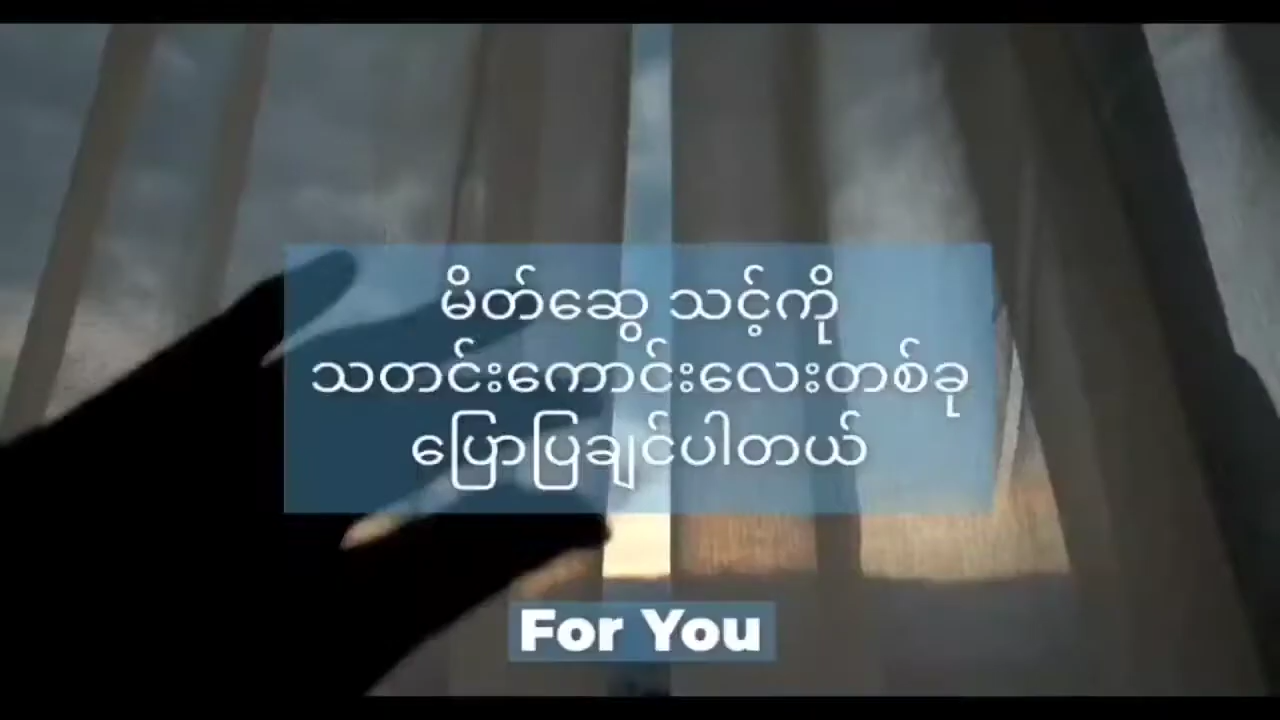 မိတ်ဆွေ သင့်ကို
သတင်းကောင်းလေးတစ်ခု
ပြောပြချင်ပါတယ်
For You